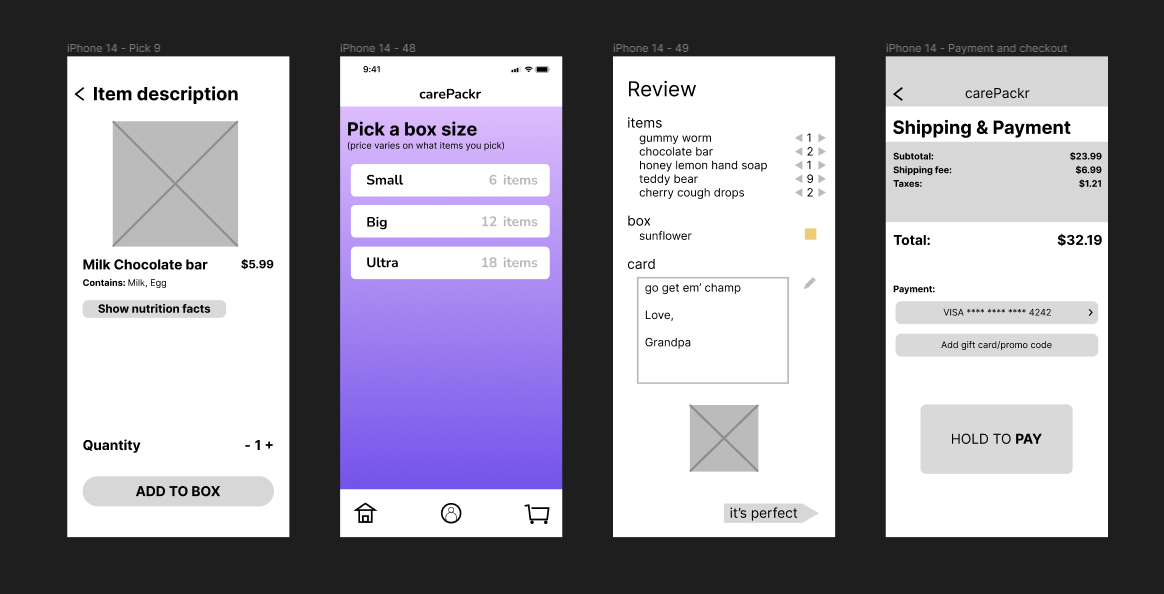 iPhone 14 - Pick 9
Item description
Milk Chocolate bar $5.99
Contains: Milk, Egg
Show nutrition facts
Quantity - 1 +
ADD TO BOX
iPhone 14 - 48
9:41
carePackr
Pick a box size
(price varies on what items you pick)
Small 6 items
Big 12 items
Ultra 18 items
iPhone 14 - 49
Review
items
gummy worm 1
chocolate bar 2
honey lemon hand soap 1
teddy bear 9
cherry cough drops 2
box
sunflower
card
go get em’ champ
Love,
Grandpa
it’s perfect
iPhone 14 - Payment and checkout
carePackr
Shipping & Payment
Subtotal: $23.99
Shipping fee: $6.99
Taxes: $1.21
Total: $32.19
Payment:
VISA **** **** **** 4242
Add gift card/promo code
HOLD TO PAY